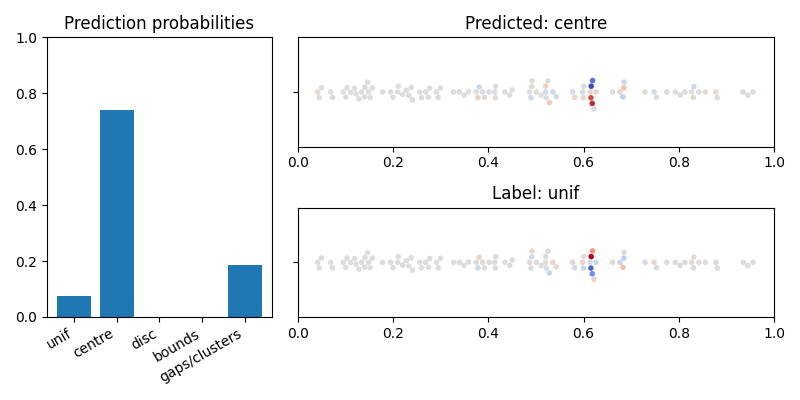 Prediction probabilities
1.0
0.8
0.6
0.4
0.2
0.0
unif
centre
disc
bounds
gaps/clusters
Predicted: centre
0.0 0.2 0.4 0.6 0.8 1.0
Label: unif
0.0 0.2 0.4 0.6 0.8 1.0